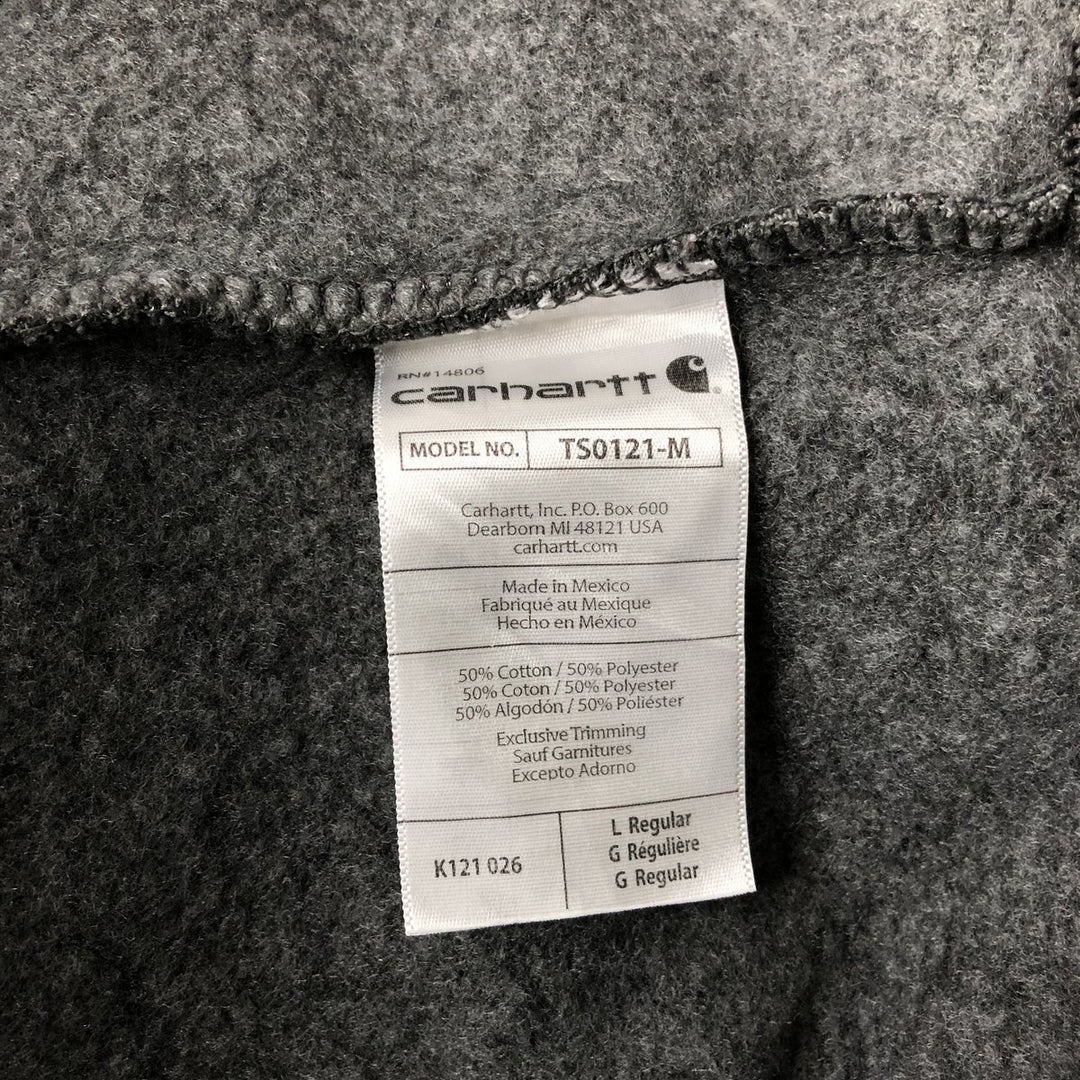 RN#14806
carhartt
MODEL NO. TS0121-M
Carhartt, Inc. P.O. Box 600
Dearborn MI 48121 USA
carhartt.com
Made in Mexico
Fabriqué au Mexique
Hecho en México
50% Cotton / 50% Polyester
50% Coton / 50% Polyester
50% Algodón / 50% Poliéster
Exclusive Trimming
Sauf Garnitures
Excepto Adorno
K121 026
L Regular
G Régulière
G Regular